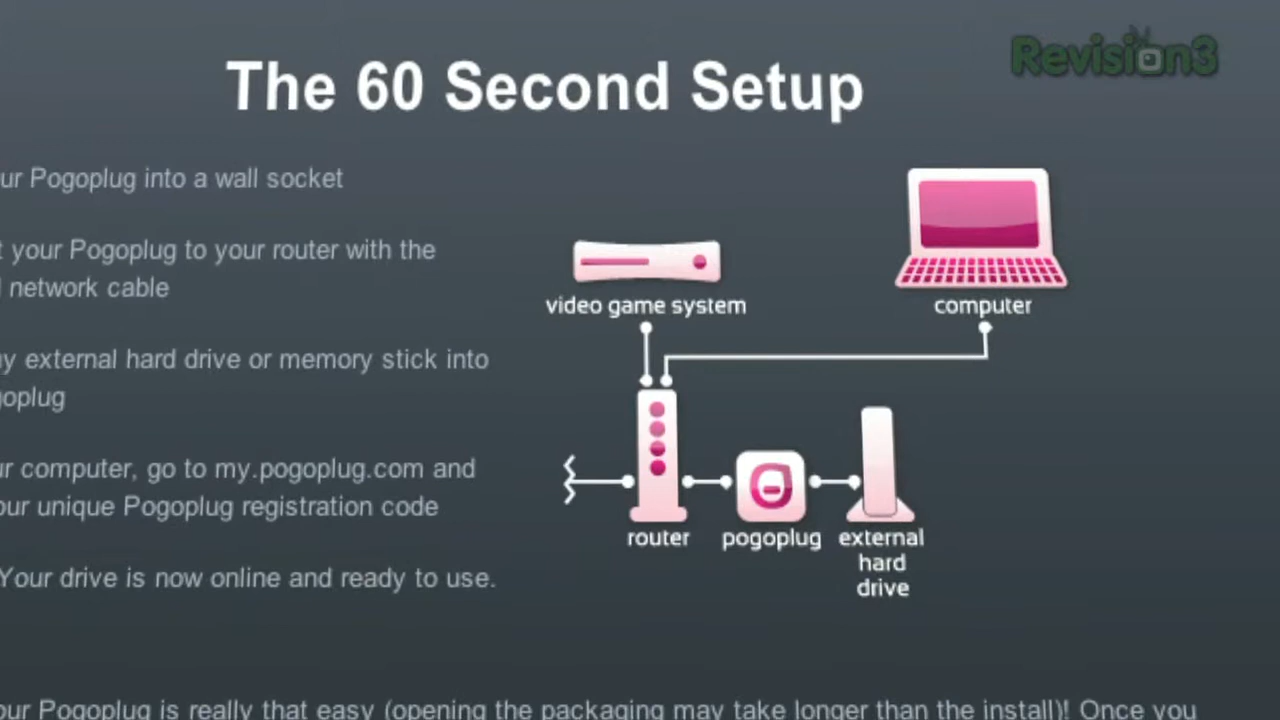 Revision3
The 60 Second Setup
ur Pogoplug into a wall socket
t your Pogoplug to your router with the
network cable
y external hard drive or memory stick into
goplug
ur computer, go to my.pogoplug.com and
our unique Pogoplug registration code
Your drive is now online and ready to use.
video game system
computer
router
pogoplug
external
hard
drive
our Pogoplug is really that easy (opening the packaging may take longer than the install)! Once you